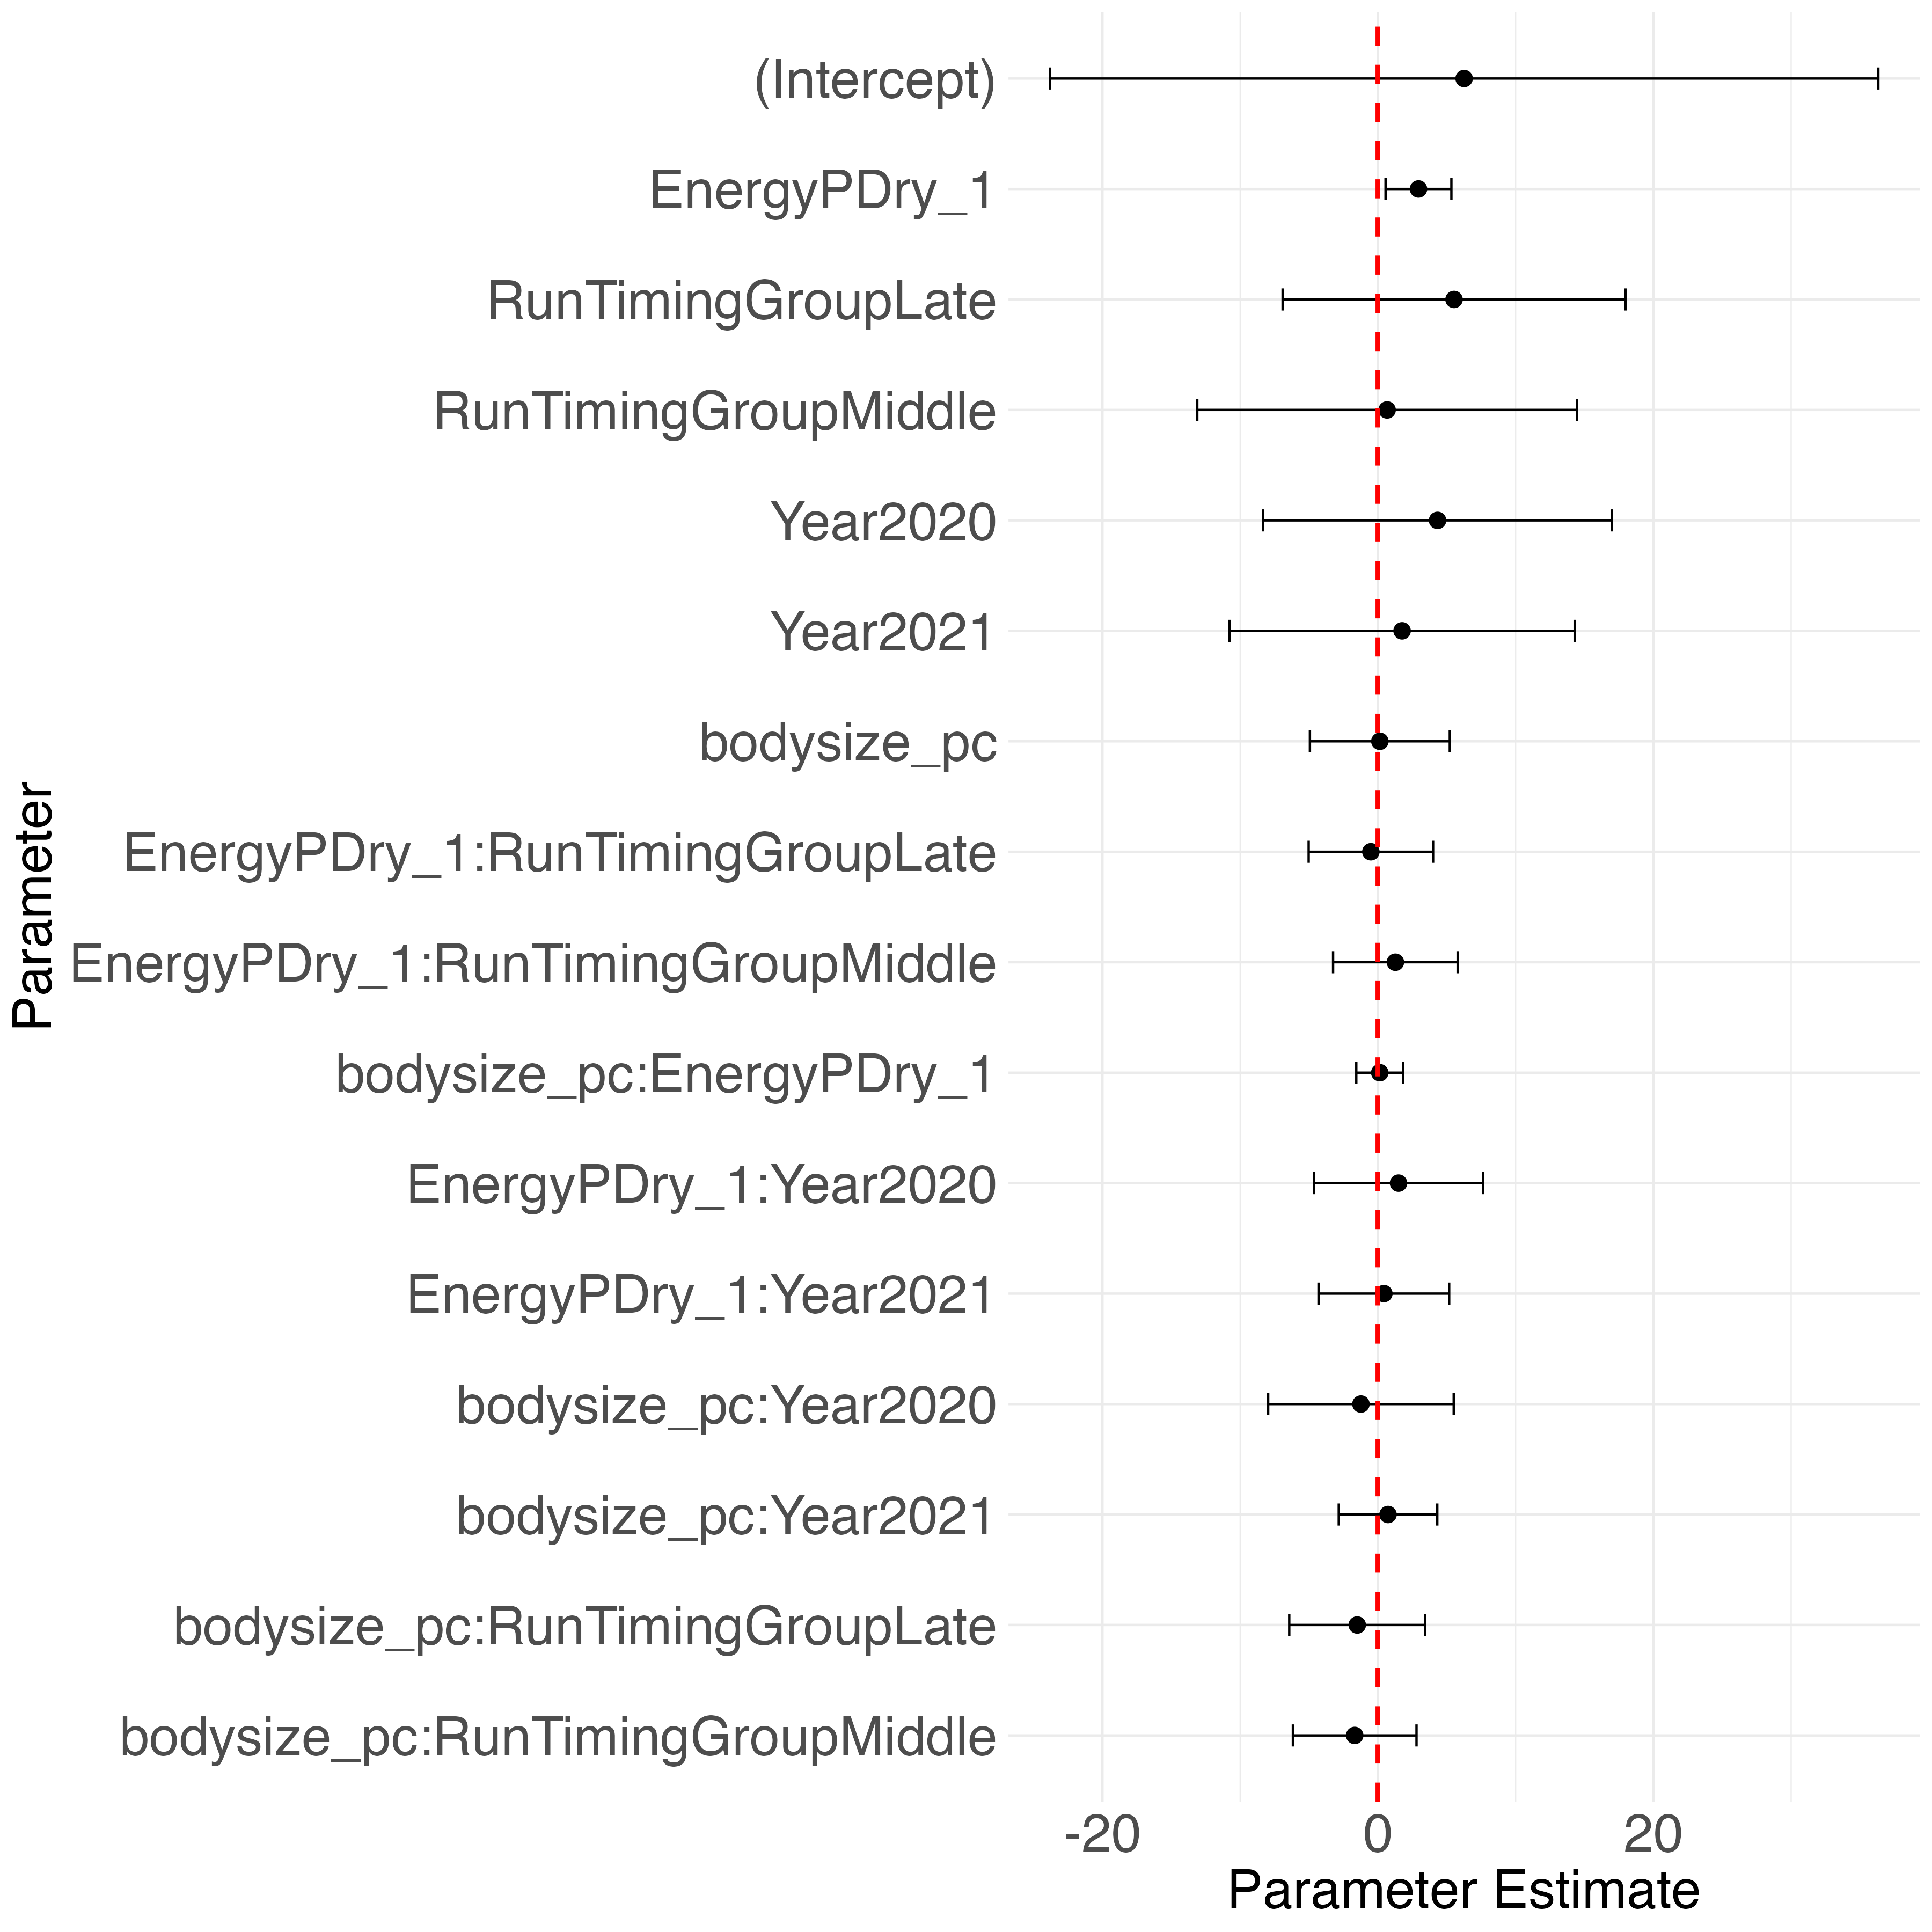 (Intercept)
EnergyPDry_1
RunTimingGroupLate
RunTimingGroupMiddle
Year2020
Year2021
bodysize_pc
EnergyPDry_1:RunTimingGroupLate
EnergyPDry_1:RunTimingGroupMiddle
bodysize_pc:EnergyPDry_1
EnergyPDry_1:Year2020
EnergyPDry_1:Year2021
bodysize_pc:Year2020
bodysize_pc:Year2021
bodysize_pc:RunTimingGroupLate
bodysize_pc:RunTimingGroupMiddle
Parameter
-20 0 20
Parameter Estimate